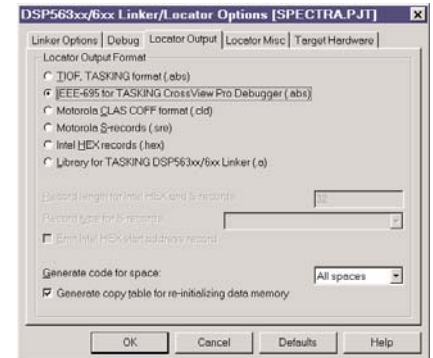 DSP563xx/6xx Linker/Locator Options [SPECTRA.PJT]
Linker Options Debug Locator Output Locator Misc Target Hardware
Locator Output Format
TIOF, TASKING format (.abs)
IEEE-695 for TASKING CrossView Pro Debugger (.abs)
Motorola CLAS COFF format (.cld)
Motorola S-records (.sre)
Intel HEX records (.hex)
Library for TASKING DSP563xx/6xx Linker (.a)
Record length for Intel HEX and S-records: 32
Record type for S-records:
Emit Intel HEX start address record
Generate code for space: All spaces
Generate copy table for re-initializing data memory
OK Cancel Defaults Help